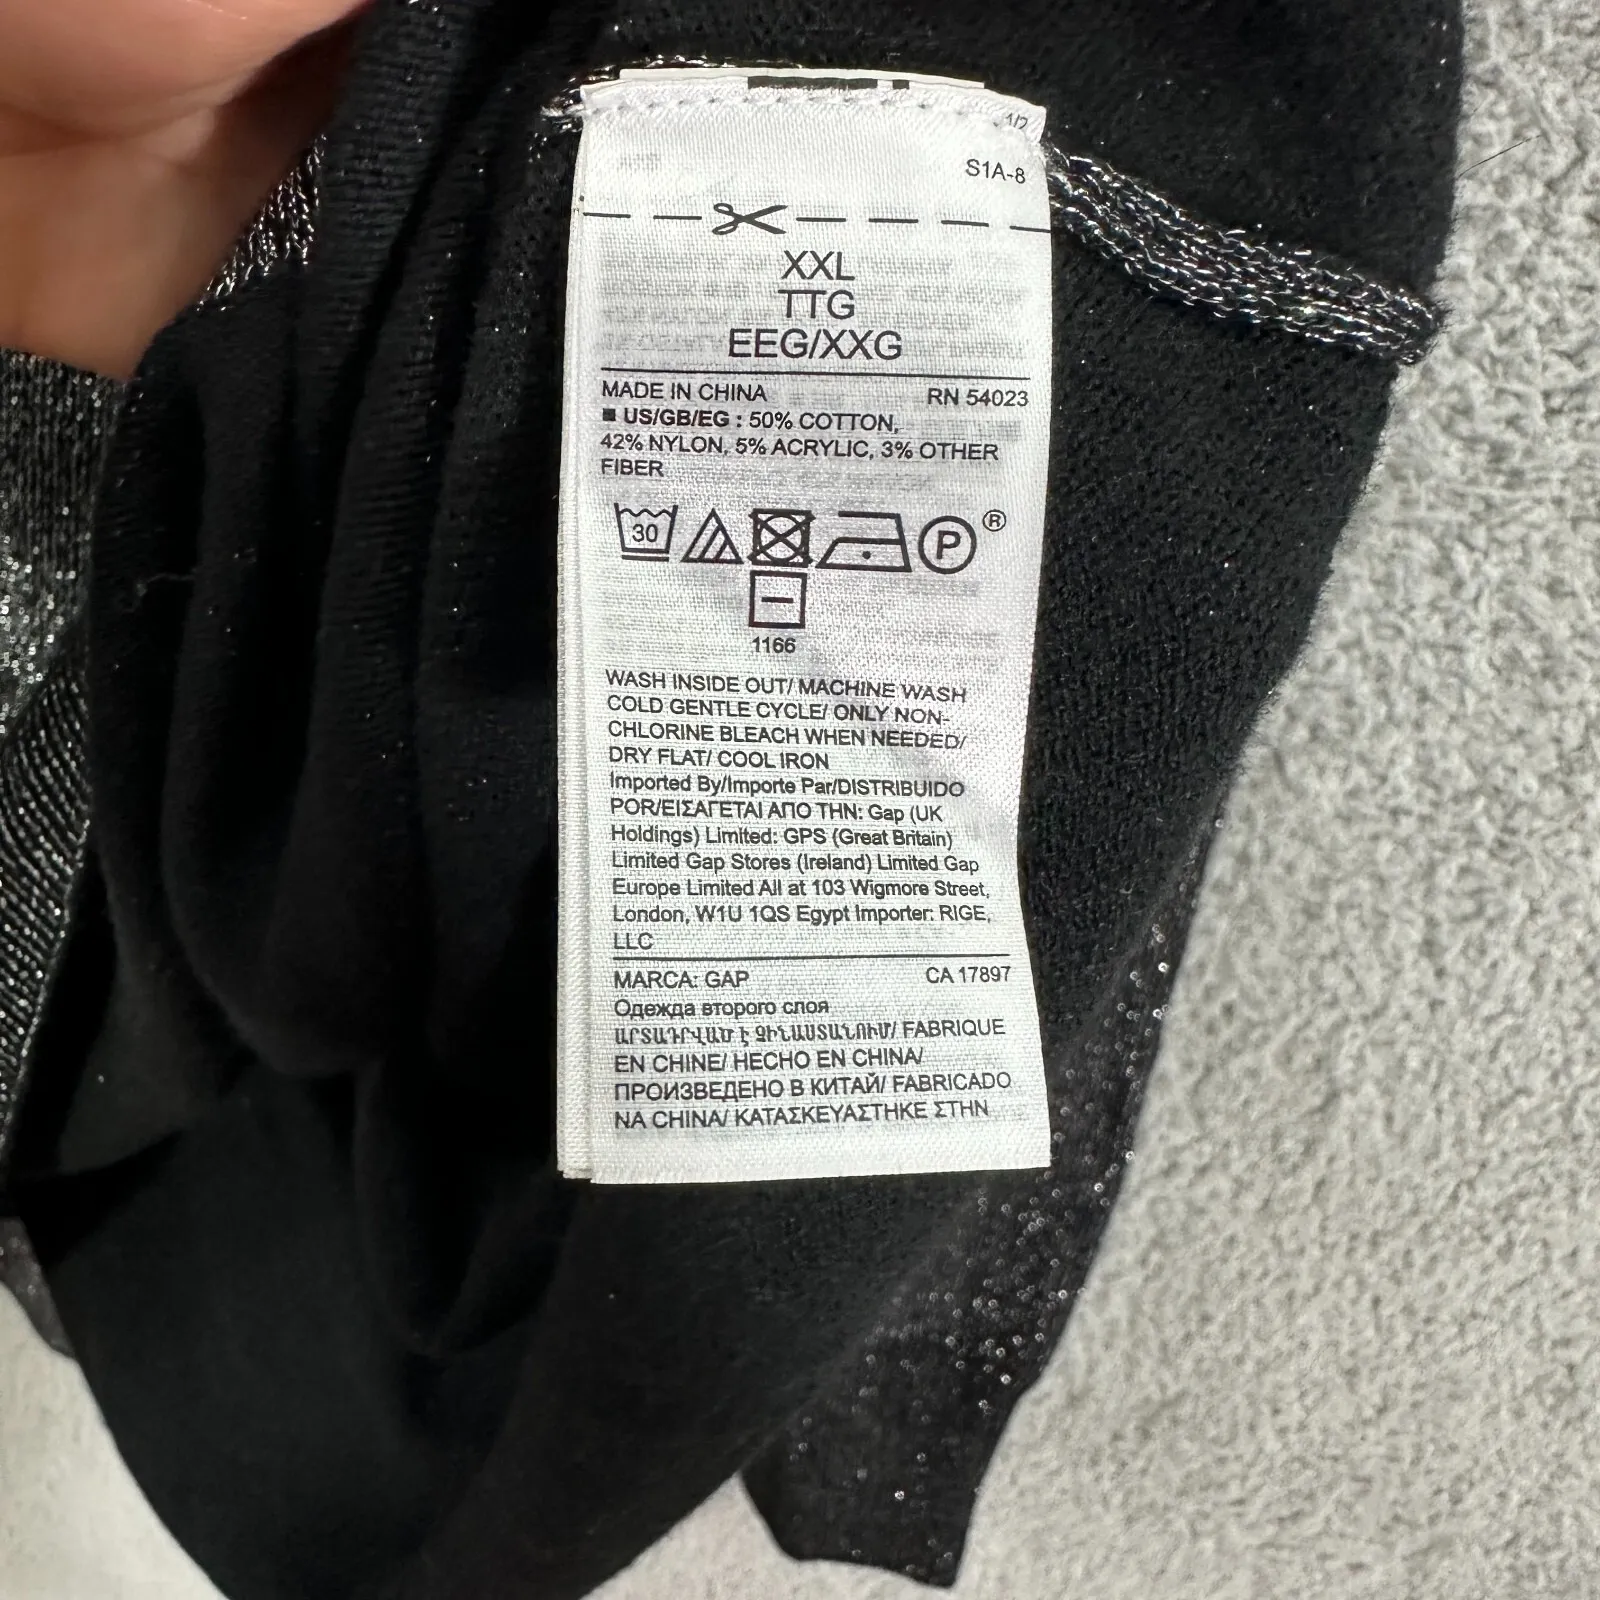 1/2
S1A-8
XXL
TTG
EEG/XXG
MADE IN CHINA RN 54023
■ US/GB/EG : 50% COTTON,
42% NYLON, 5% ACRYLIC, 3% OTHER
FIBER
30 P ®
1166
WASH INSIDE OUT/ MACHINE WASH
COLD GENTLE CYCLE/ ONLY NON-
CHLORINE BLEACH WHEN NEEDED/
DRY FLAT/ COOL IRON
Imported By/Importe Par/DISTRIBUIDO
POR/ΕΙΣΑΓΕΤΑΙ ΑΠΟ ΤΗΝ: Gap (UK
Holdings) Limited: GPS (Great Britain)
Limited Gap Stores (Ireland) Limited Gap
Europe Limited All at 103 Wigmore Street,
London, W1U 1QS Egypt Importer: RIGE,
LLC
MARCA: GAP CA 17897
Одежда второго слоя
ԱՐՏԱԴՐՎԱԾ Է ՉԻՆԱՍՏԱՆՈՒՄ/ FABRIQUE
EN CHINE/ HECHO EN CHINA/
ПРОИЗВЕДЕНО В КИТАЙ/ FABRICADO
NA CHINA/ ΚΑΤΑΣΚΕΥΑΣΤΗΚΕ ΣΤΗΝ